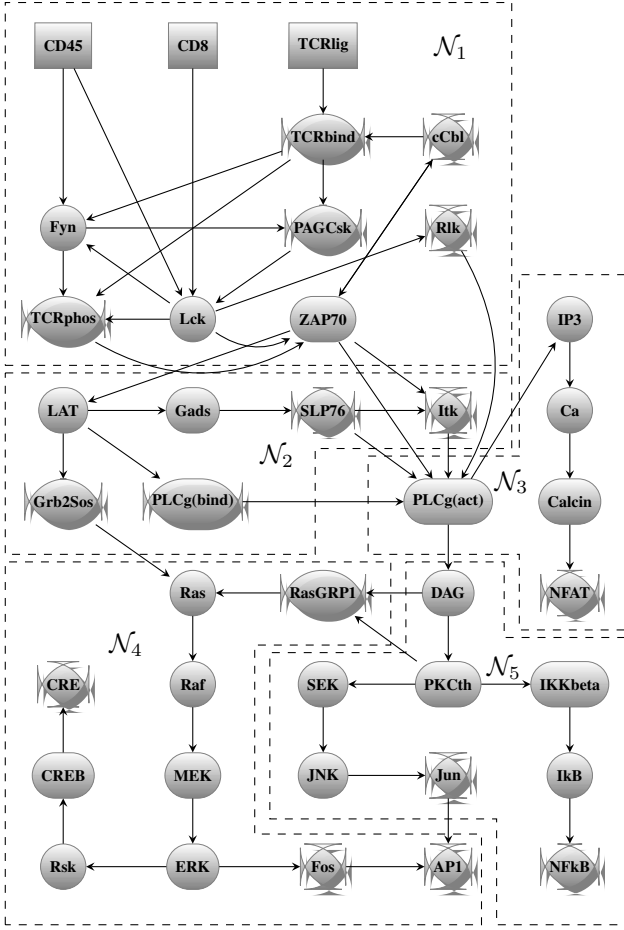 CD45 CD8 TCRlig 𝒩1
TCRbind cCbl
Fyn PAGCsk Rlk
TCRphos Lck ZAP70 IP3
LAT Gads SLP76 Itk Ca
𝒩2
Grb2Sos PLCg(bind) PLCg(act) 𝒩3 Calcin
Ras RasGRP1 DAG NFAT
𝒩4
CRE Raf SEK PKCth 𝒩5 IKKbeta
CREB MEK JNK Jun IkB
Rsk ERK Fos AP1 NFkB